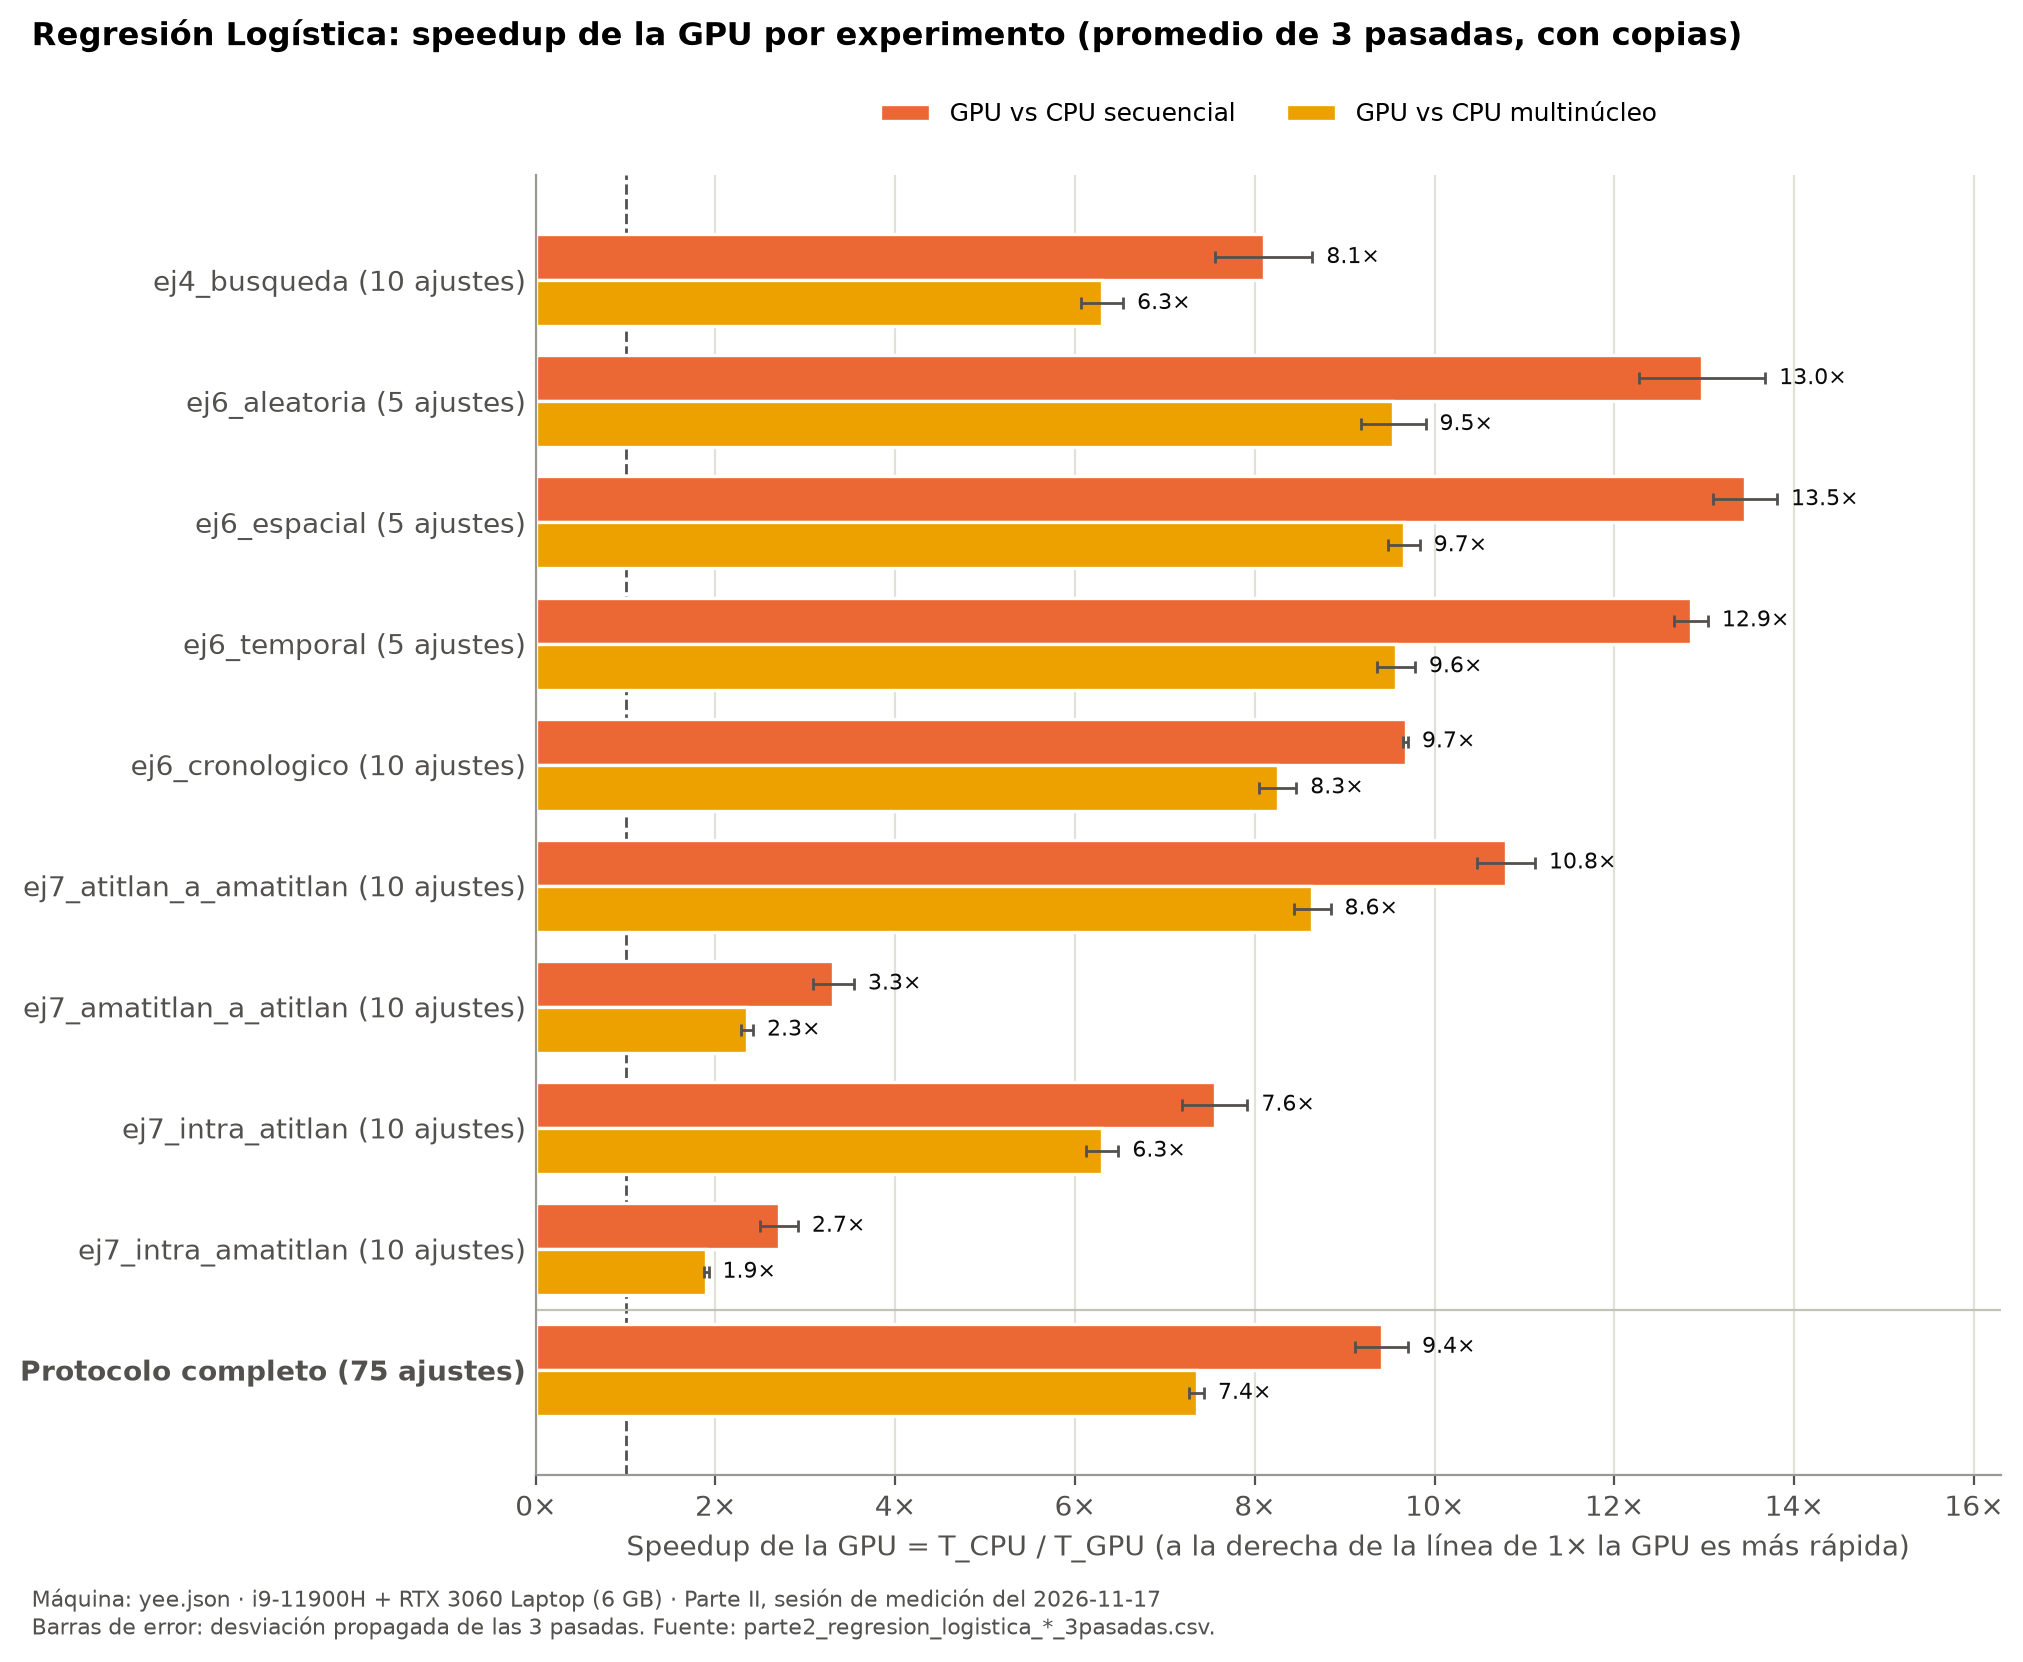 Regresión Logística: speedup de la GPU por experimento (promedio de 3 pasadas, con copias)
GPU vs CPU secuencial
GPU vs CPU multinúcleo
ej4_busqueda (10 ajustes)
8.1×
6.3×
ej6_aleatoria (5 ajustes)
13.0×
9.5×
ej6_espacial (5 ajustes)
13.5×
9.7×
ej6_temporal (5 ajustes)
12.9×
9.6×
ej6_cronologico (10 ajustes)
9.7×
8.3×
ej7_atitlan_a_amatitlan (10 ajustes)
10.8×
8.6×
ej7_amatitlan_a_atitlan (10 ajustes)
3.3×
2.3×
ej7_intra_atitlan (10 ajustes)
7.6×
6.3×
ej7_intra_amatitlan (10 ajustes)
2.7×
1.9×
Protocolo completo (75 ajustes)
9.4×
7.4×
0× 2× 4× 6× 8× 10× 12× 14× 16×
Speedup de la GPU = T_CPU / T_GPU (a la derecha de la línea de 1× la GPU es más rápida)
Máquina: yee.json · i9-11900H + RTX 3060 Laptop (6 GB) · Parte II, sesión de medición del 2026-11-17
Barras de error: desviación propagada de las 3 pasadas. Fuente: parte2_regresion_logistica_*_3pasadas.csv.